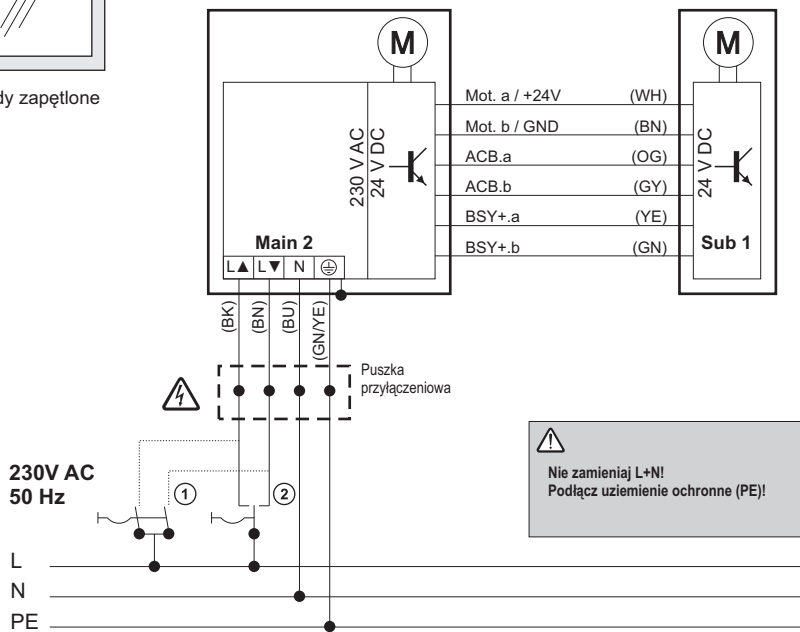 dy zapętlone
M
M
230 V AC
24 V DC
Mot. a / +24V (WH)
Mot. b / GND (BN)
ACB.a (OG)
ACB.b (GY)
BSY+.a (YE)
BSY+.b (GN)
24 V DC
Main 2
Sub 1
L▲ L▼ N
(BK) (BN) (BU) (GN/YE)
Puszka
przyłączeniowa
Nie zamieniaj L+N!
Podłącz uziemienie ochronne (PE)!
230V AC
50 Hz
1 2
L
N
PE